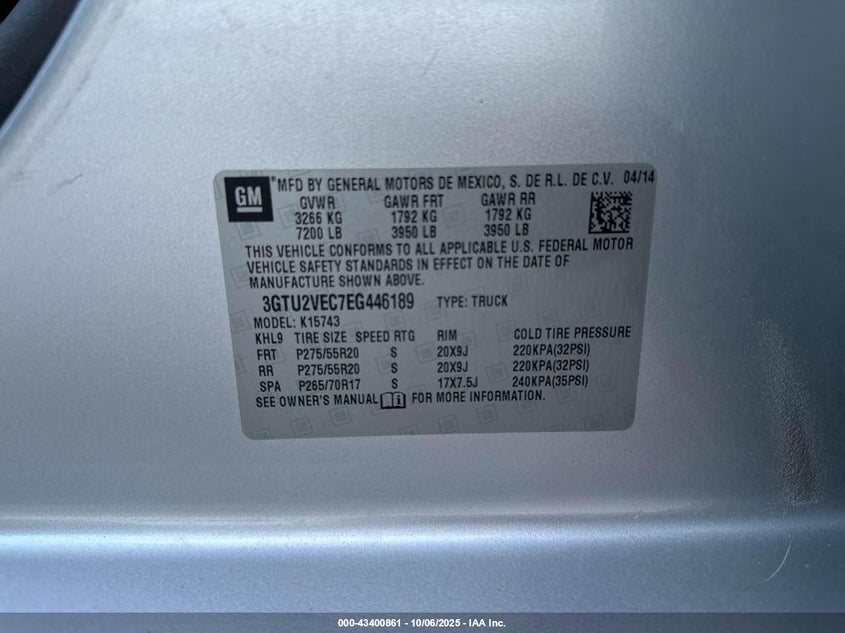 GM
MFD BY GENERAL MOTORS DE MEXICO, S. DE R.L. DE C.V. 04/14
GVWR GAWR FRT GAWR RR
3266 KG 1792 KG 1792 KG
7200 LB 3950 LB 3950 LB
THIS VEHICLE CONFORMS TO ALL APPLICABLE U.S. FEDERAL MOTOR
VEHICLE SAFETY STANDARDS IN EFFECT ON THE DATE OF
MANUFACTURE SHOWN ABOVE.
3GTU2VEC7EG446189 TYPE: TRUCK
MODEL: K15743
KHL9 TIRE SIZE SPEED RTG RIM COLD TIRE PRESSURE
FRT P275/55R20 S 20X9J 220KPA(32PSI)
RR P275/55R20 S 20X9J 220KPA(32PSI)
SPA P265/70R17 S 17X7.5J 240KPA(35PSI)
SEE OWNER'S MANUAL FOR MORE INFORMATION.
000-43400861 - 10/06/2025 - IAA Inc.